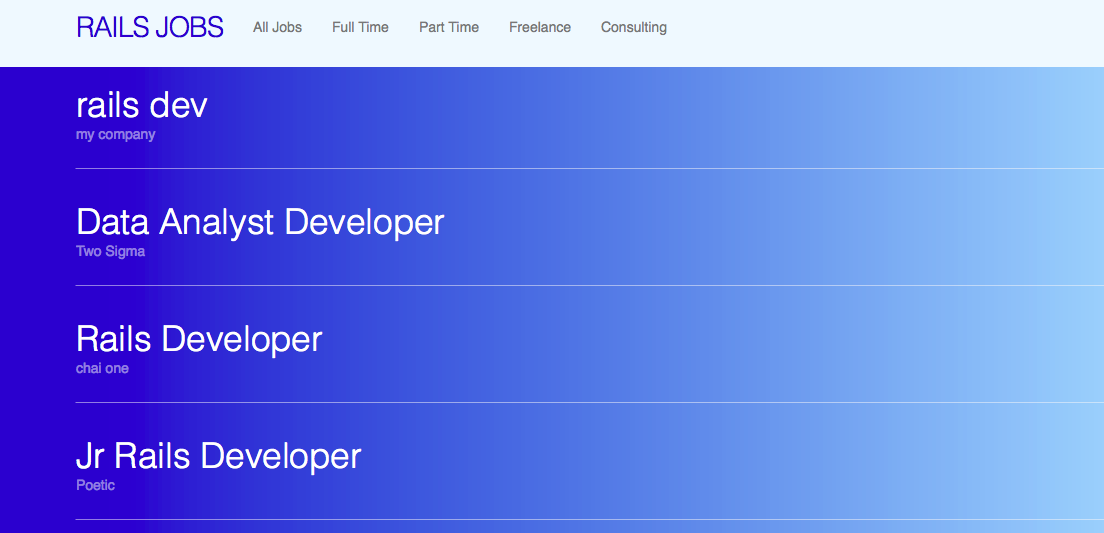 RAILS JOBS All Jobs Full Time Part Time Freelance Consulting
rails dev
my company
Data Analyst Developer
Two Sigma
Rails Developer
chai one
Jr Rails Developer
Poetic